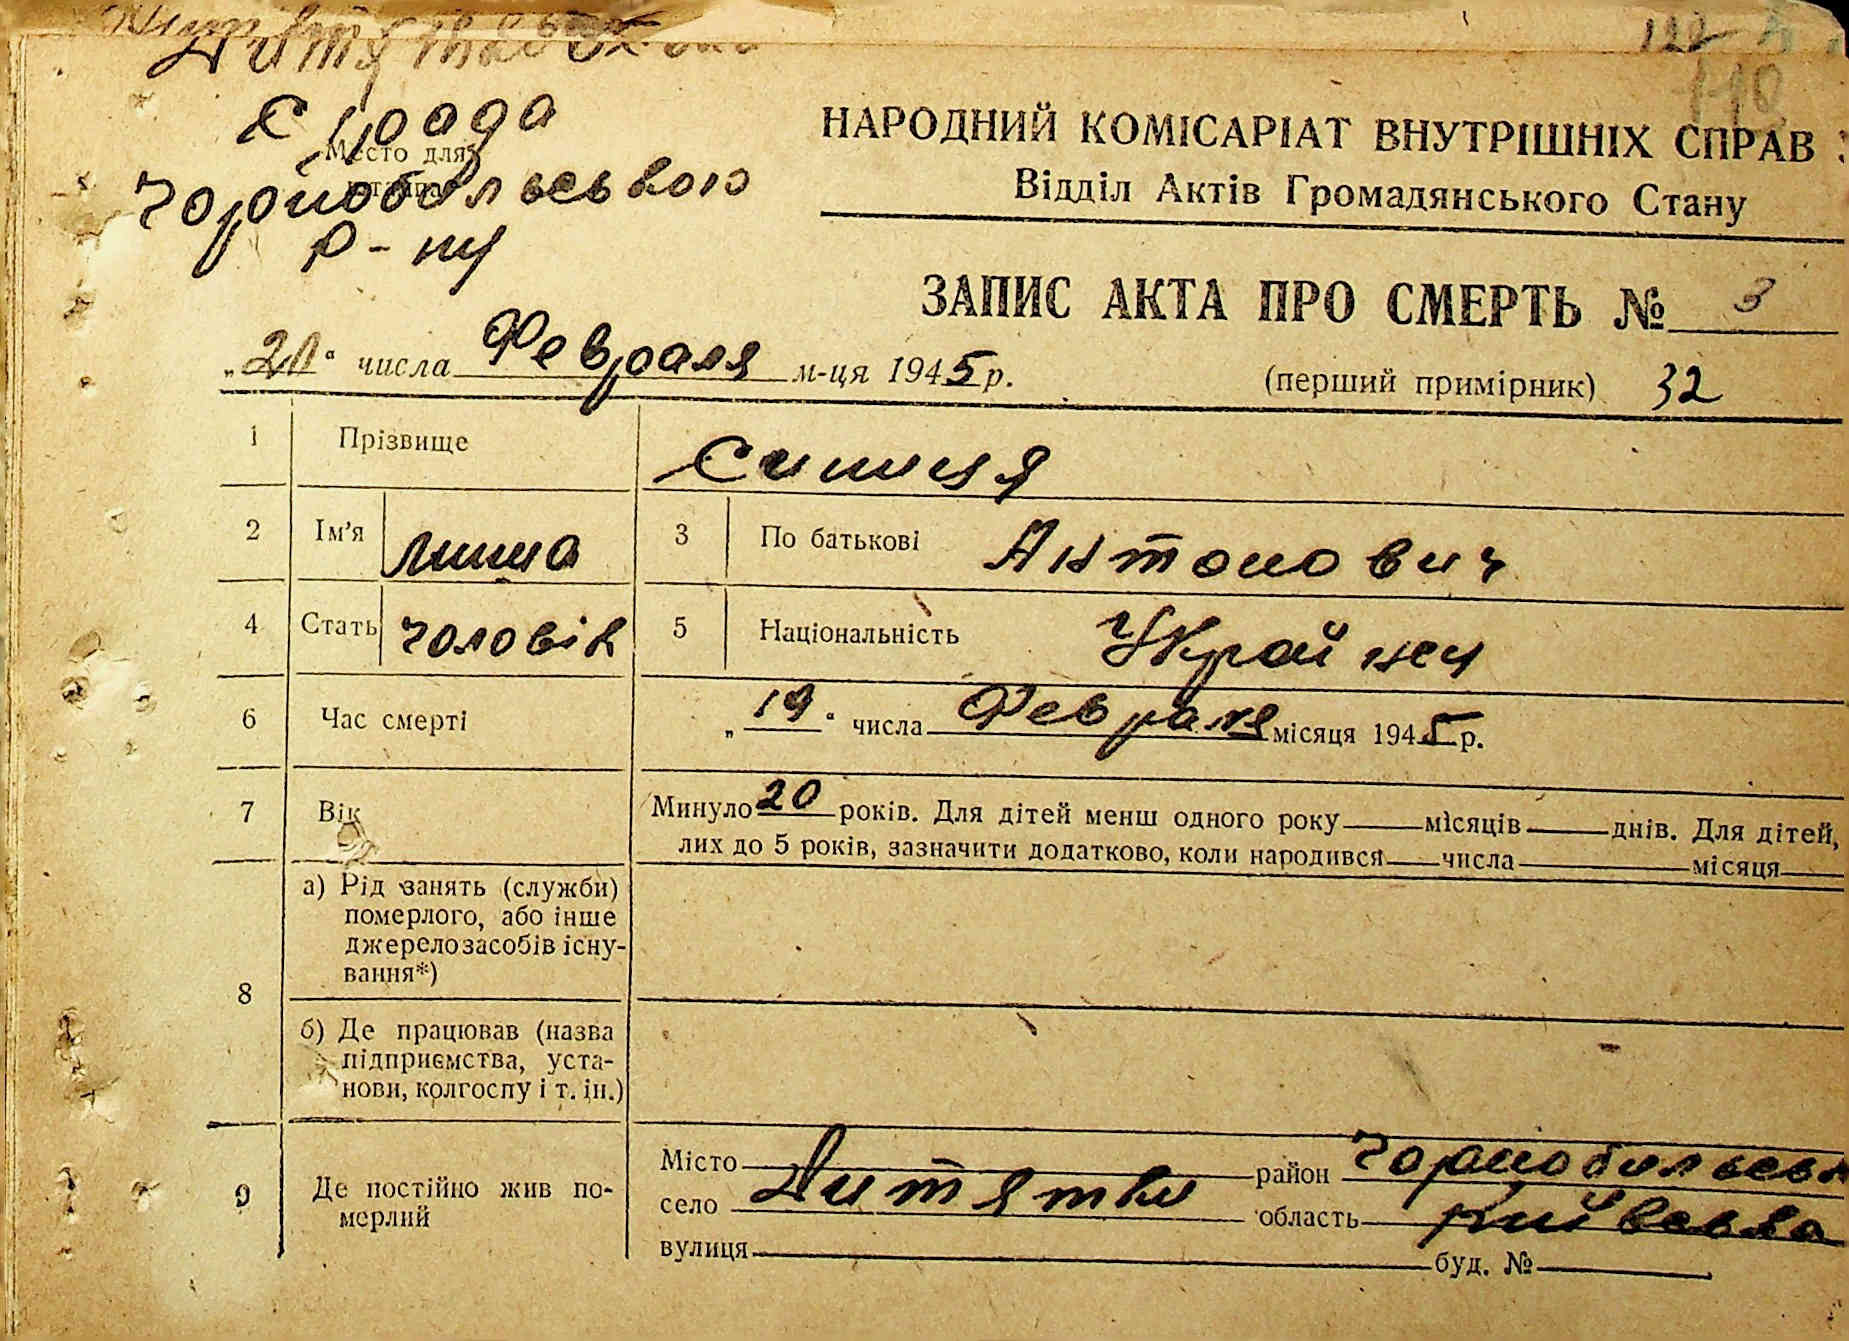 Дитятковська
с рада
Чорнобильською
р-ну
Место для
штампа
НАРОДНИЙ КОМІСАРІАТ ВНУТРІШНІХ СПРАВ
Відділ Актів Громадянського Стану
ЗАПИС АКТА ПРО СМЕРТЬ № 3
„21“ числа Февраля м-ця 1945 р.
(перший примірник) 32
1 Прізвище Синиця
2 Ім'я Миша 3 По батькові Антонович
4 Стать чоловік 5 Національність Українец
6 Час смерті „19“ числа Февраля місяця 1945 р.
7 Вік Минуло 20 років. Для дітей менш одного року місяців днів. Для дітей,
лих до 5 років, зазначити додатково, коли народився числа місяця
8 а) Рід занять (служби)
померлого, або інше
джерело засобів існу-
вання*)
б) Де працював (назва
підприємства, уста-
нови, колгоспу і т. ін.)
9 Де постійно жив по-
мерлий
Місто район Чорнобильськ
село Дитятки область Київська
вулиця буд. №